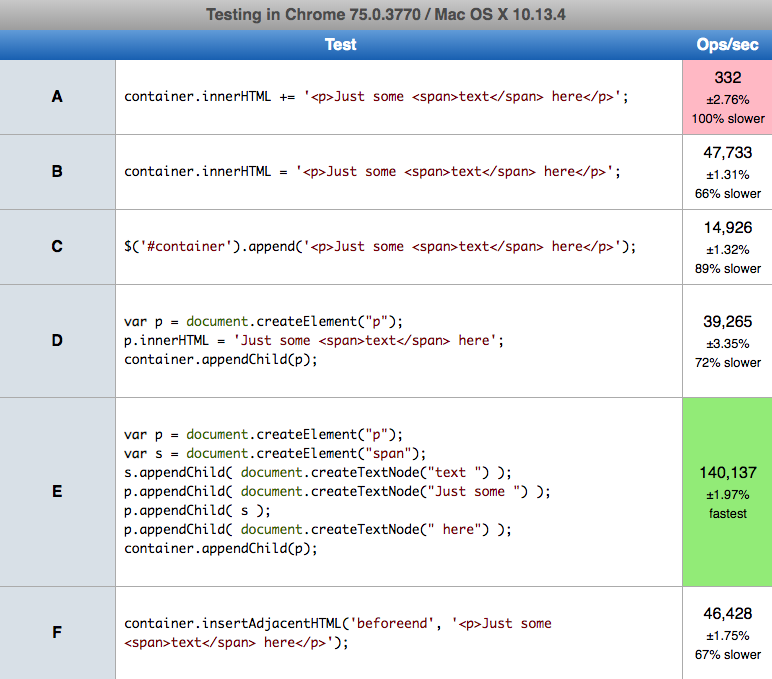 Testing in Chrome 75.0.3770 / Mac OS X 10.13.4
Test Ops/sec
A
container.innerHTML += '<p>Just some <span>text</span> here</p>';
332
±2.76%
100% slower
B
container.innerHTML = '<p>Just some <span>text</span> here</p>';
47,733
±1.31%
66% slower
C
$('#container').append('<p>Just some <span>text</span> here</p>');
14,926
±1.32%
89% slower
D
var p = document.createElement("p");
p.innerHTML = 'Just some <span>text</span> here';
container.appendChild(p);
39,265
±3.35%
72% slower
E
var p = document.createElement("p");
var s = document.createElement("span");
s.appendChild( document.createTextNode("text ") );
p.appendChild( document.createTextNode("Just some ") );
p.appendChild( s );
p.appendChild( document.createTextNode(" here") );
container.appendChild(p);
140,137
±1.97%
fastest
F
container.insertAdjacentHTML('beforeend', '<p>Just some
<span>text</span> here</p>');
46,428
±1.75%
67% slower